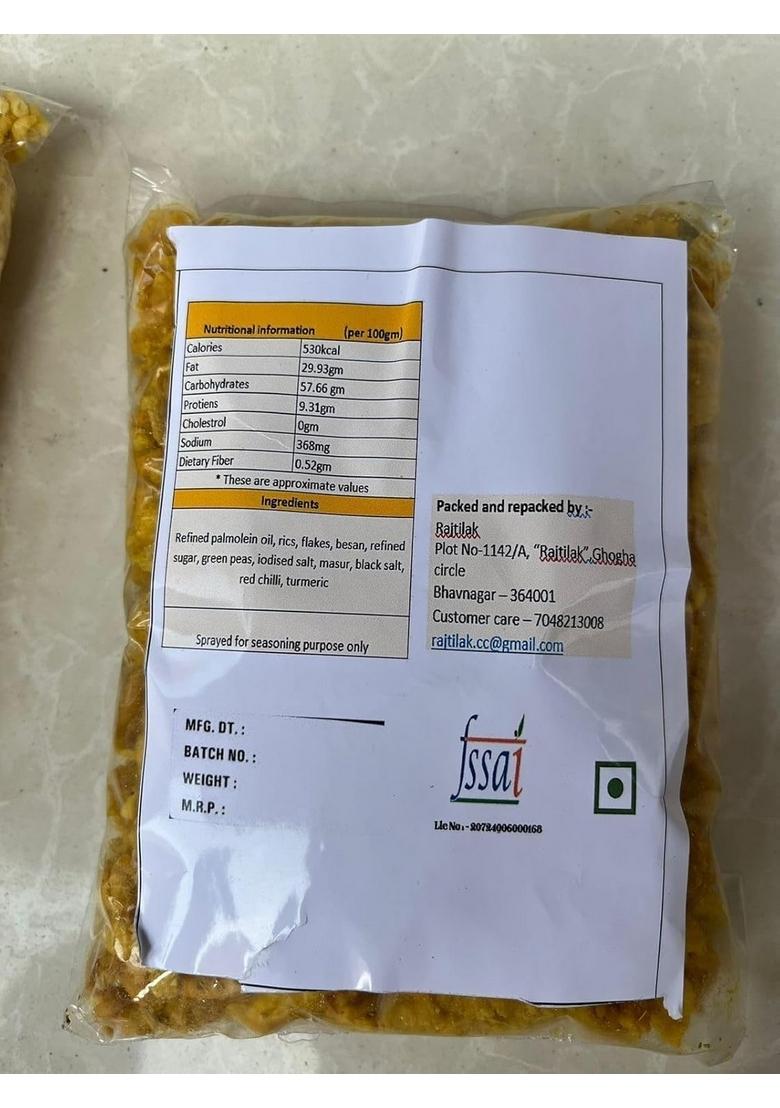 Nutritional information (per 100gm)
Calories 530kcal
Fat 29.93gm
Carbohydrates 57.66 gm
Protiens 9.31gm
Cholestrol 0gm
Sodium 368mg
Dietary Fiber 0.52gm
* These are approximate values
Ingredients
Refined palmolein oil, rics, flakes, besan, refined
sugar, green peas, iodised salt, masur, black salt,
red chilli, turmeric
Sprayed for seasoning purpose only
Packed and repacked by :-
Rajtilak
Plot No-1142/A, “Rajtilak”,Ghogha
circle
Bhavnagar – 364001
Customer care – 7048213008
rajtilak.cc@gmail.com
MFG. DT. :
BATCH NO. :
WEIGHT :
M.R.P. :
fssai
Lic No :- 20724006000168